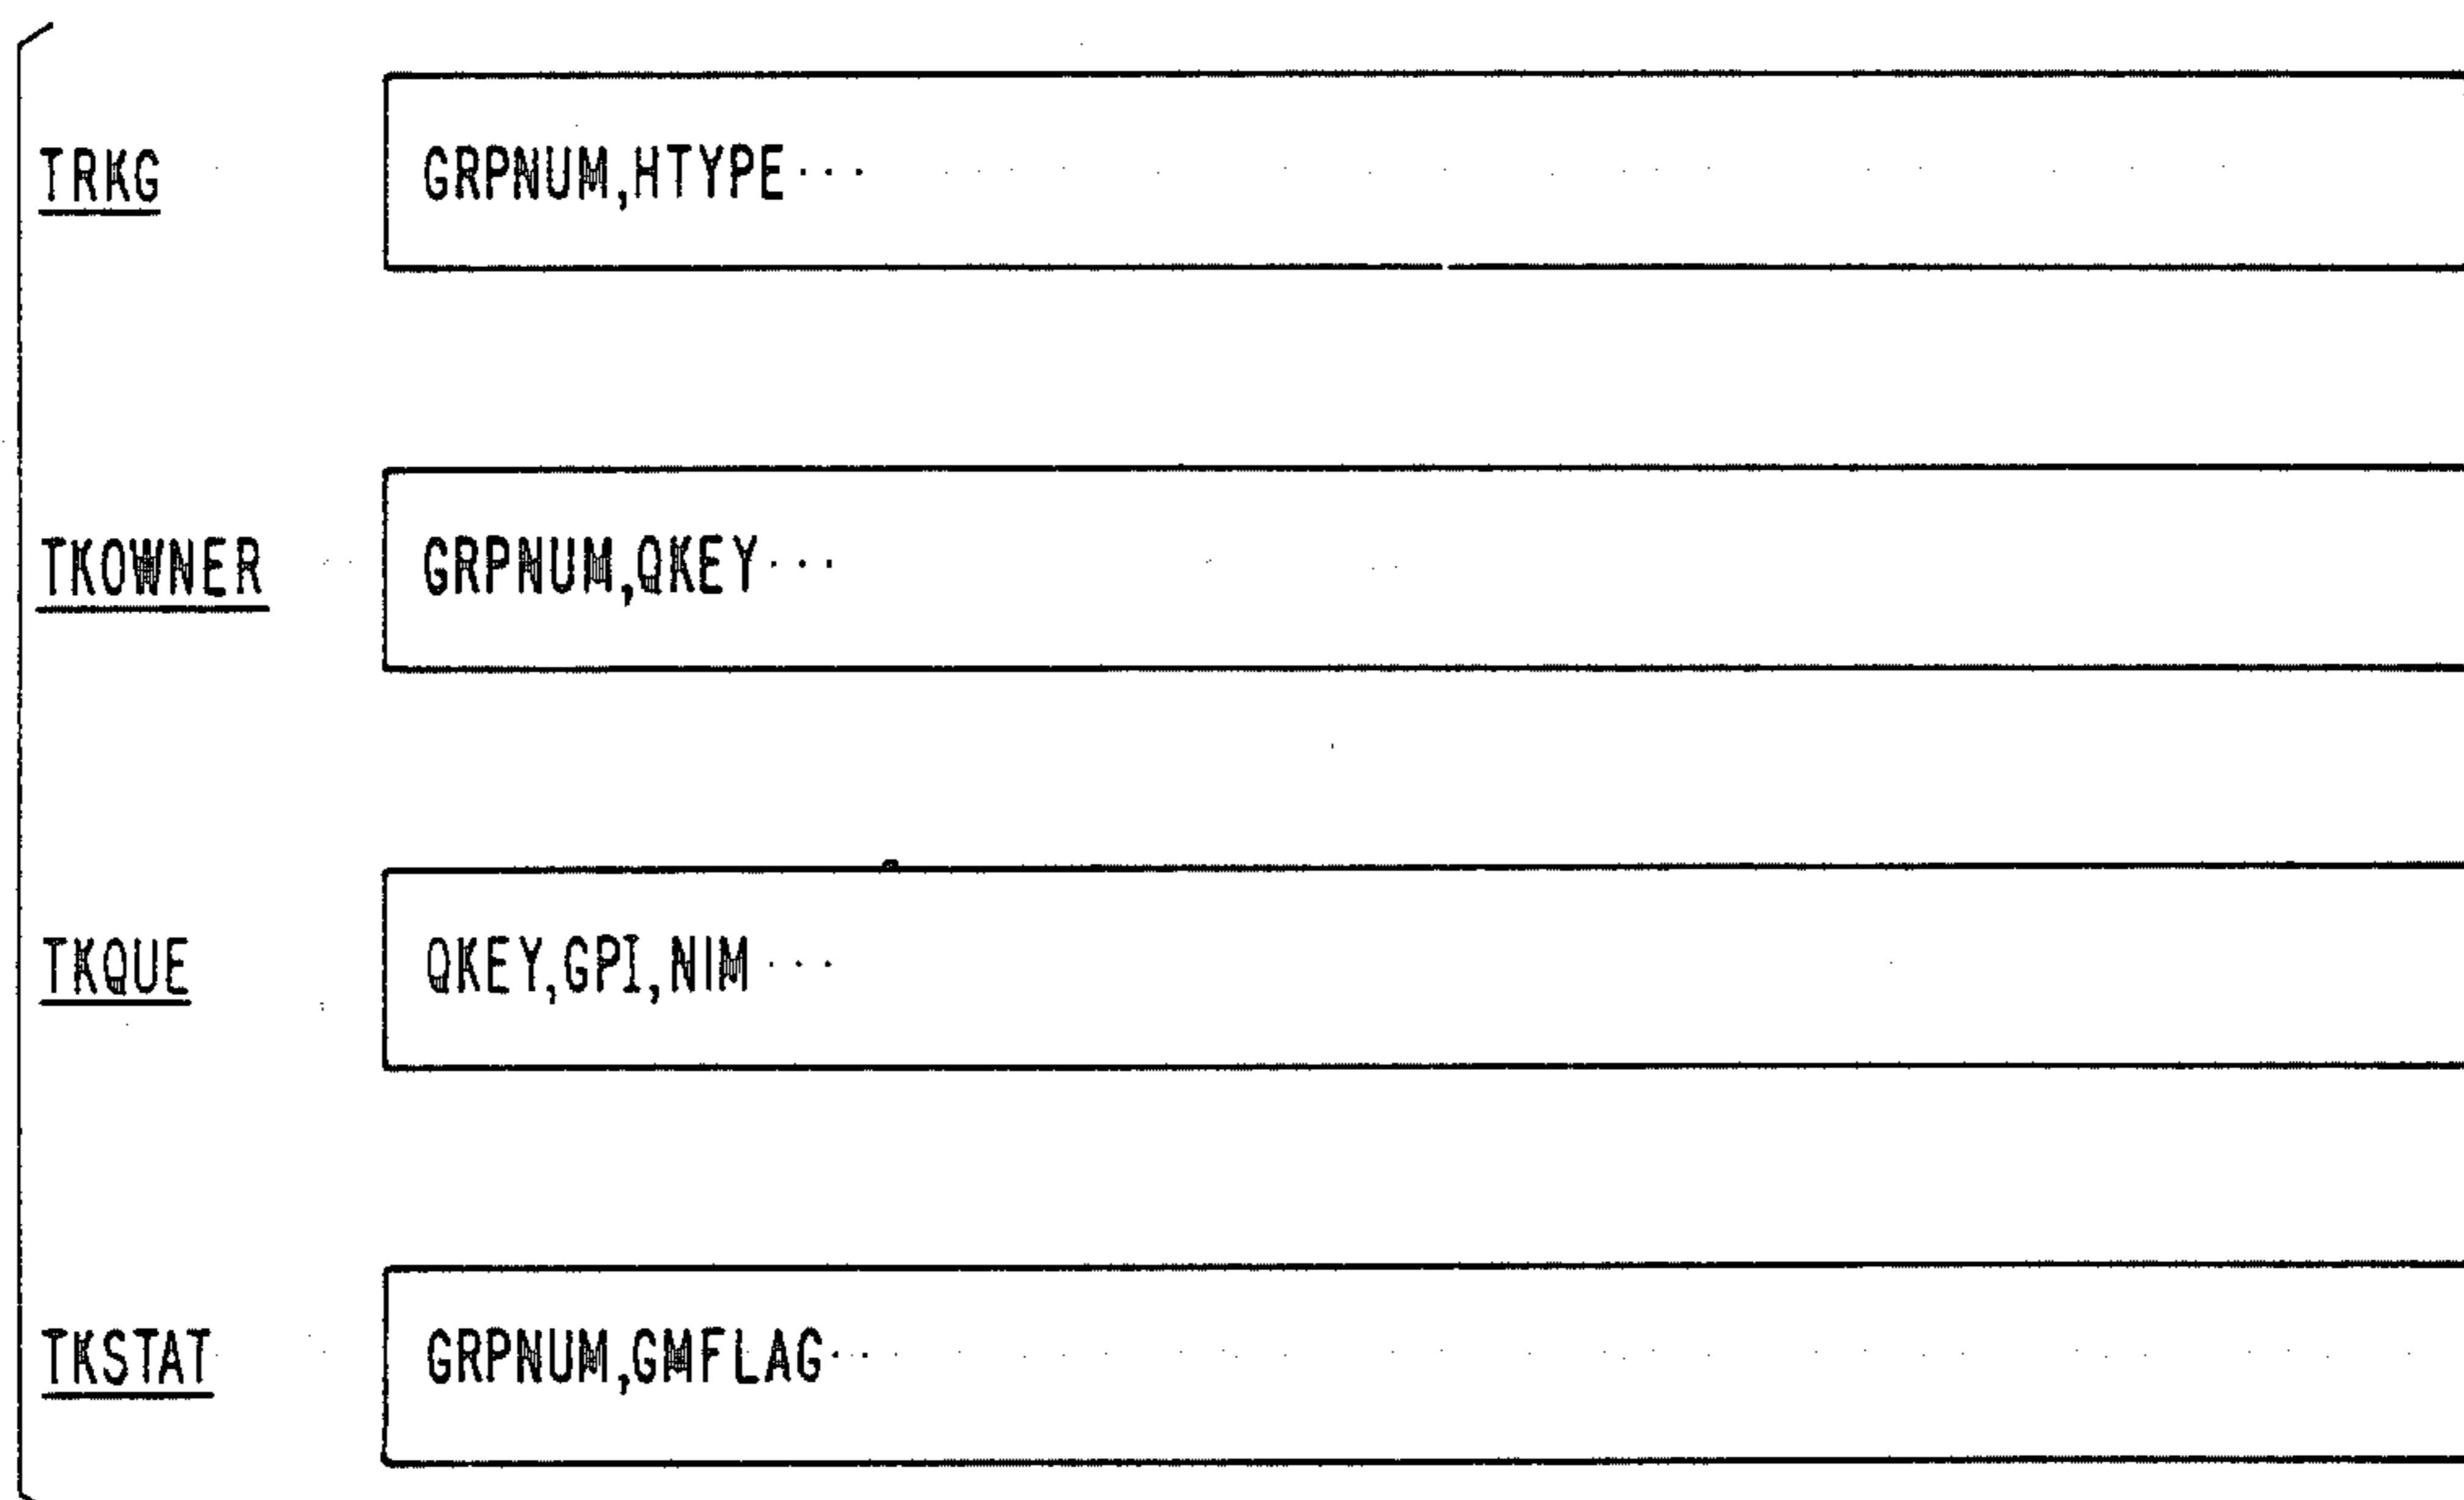 TRKG GRPNUM,HTYPE···
TKOWNER GRPNUM,QKEY···
TKQUE QKEY,GPI,NIM···
TKSTAT GRPNUM,GMFLAG···